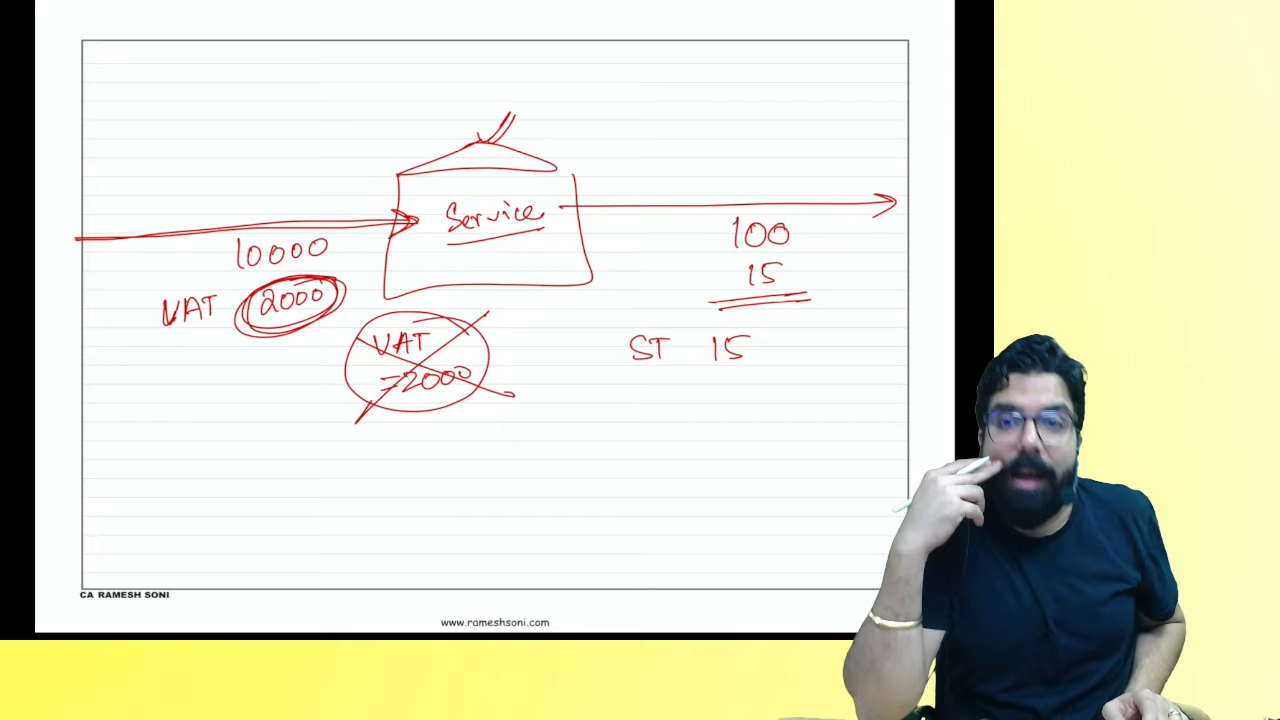 Service
10000
100
VAT 2000
15
VAT
=2000
ST 15
CA RAMESH SONI
www.rameshsoni.com